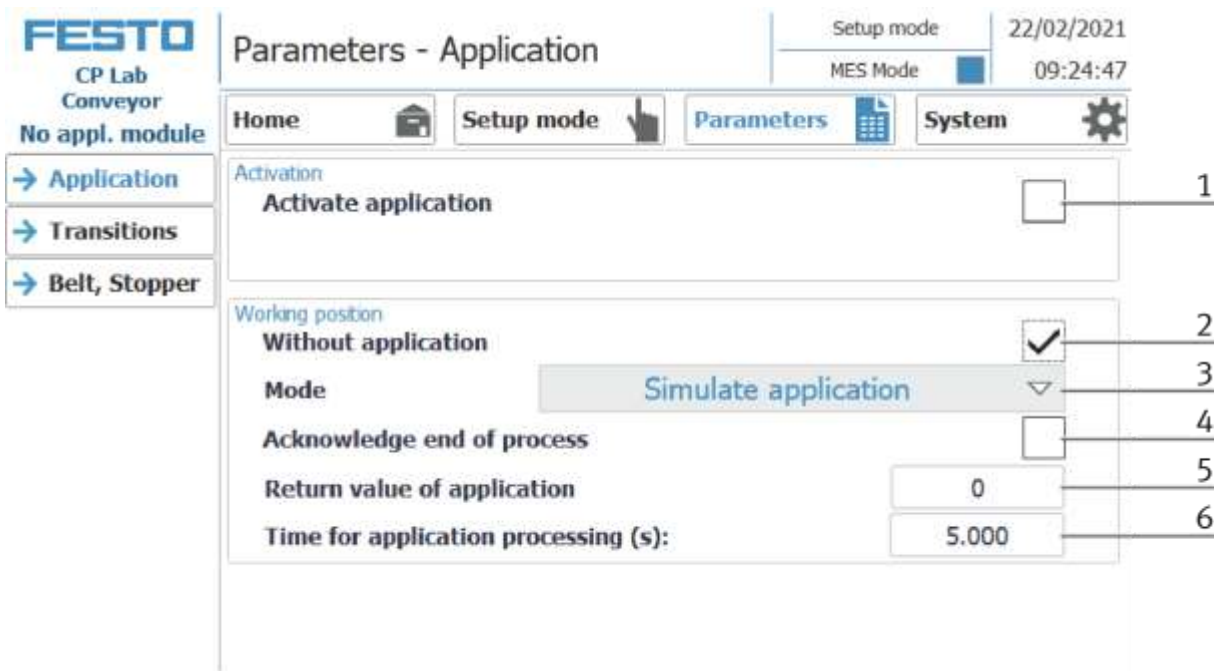 FESTO
CP Lab
Conveyor
No appl. module
Parameters - Application
Setup mode
22/02/2021
MES Mode
09:24:47
Home
Setup mode
Parameters
System
Application
Transitions
Belt, Stopper
Activation
Activate application
1
Working position
Without application
2
Mode
Simulate application
3
Acknowledge end of process
4
Return value of application
0
5
Time for application processing (s):
5.000
6